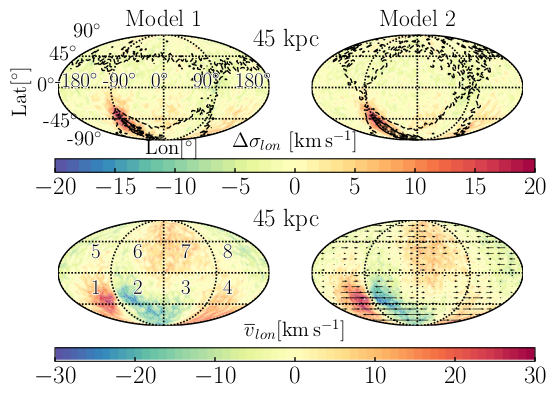 Model 1 Model 2
90° 45 kpc
45°
0° -180° -90° 0° 90° 180°
Lat[°]
-45°
-90° Lon[°] Δσlon [km s−1]
−20 −15 −10 −5 0 5 10 15 20
45 kpc
5 6 7 8
1 2 3 4
v̅lon[km s−1]
−30 −20 −10 0 10 20 30